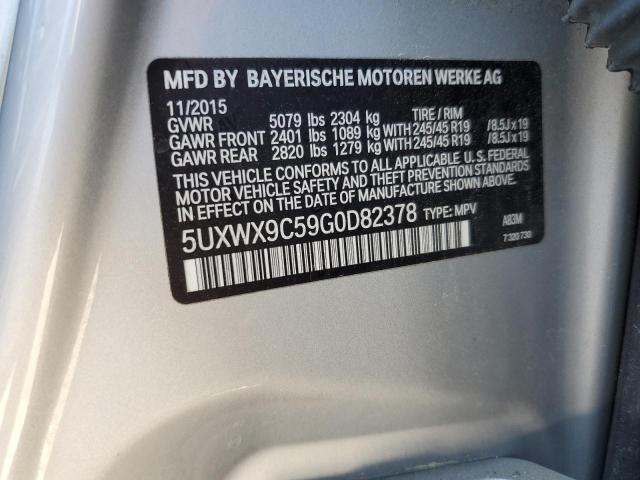 MFD BY BAYERISCHE MOTOREN WERKE AG
11/2015
GVWR 5079 lbs 2304 kg TIRE / RIM
GAWR FRONT 2401 lbs 1089 kg WITH 245/45 R19 /8.5J x 19
GAWR REAR 2820 lbs 1279 kg WITH 245/45 R19 /8.5J x 19
THIS VEHICLE CONFORMS TO ALL APPLICABLE U.S. FEDERAL
MOTOR VEHICLE SAFETY AND THEFT PREVENTION STANDARDS
IN EFFECT ON THE DATE OF MANUFACTURE SHOWN ABOVE.
5UXWX9C59G0D82378 TYPE: MPV A83M
7 320 730